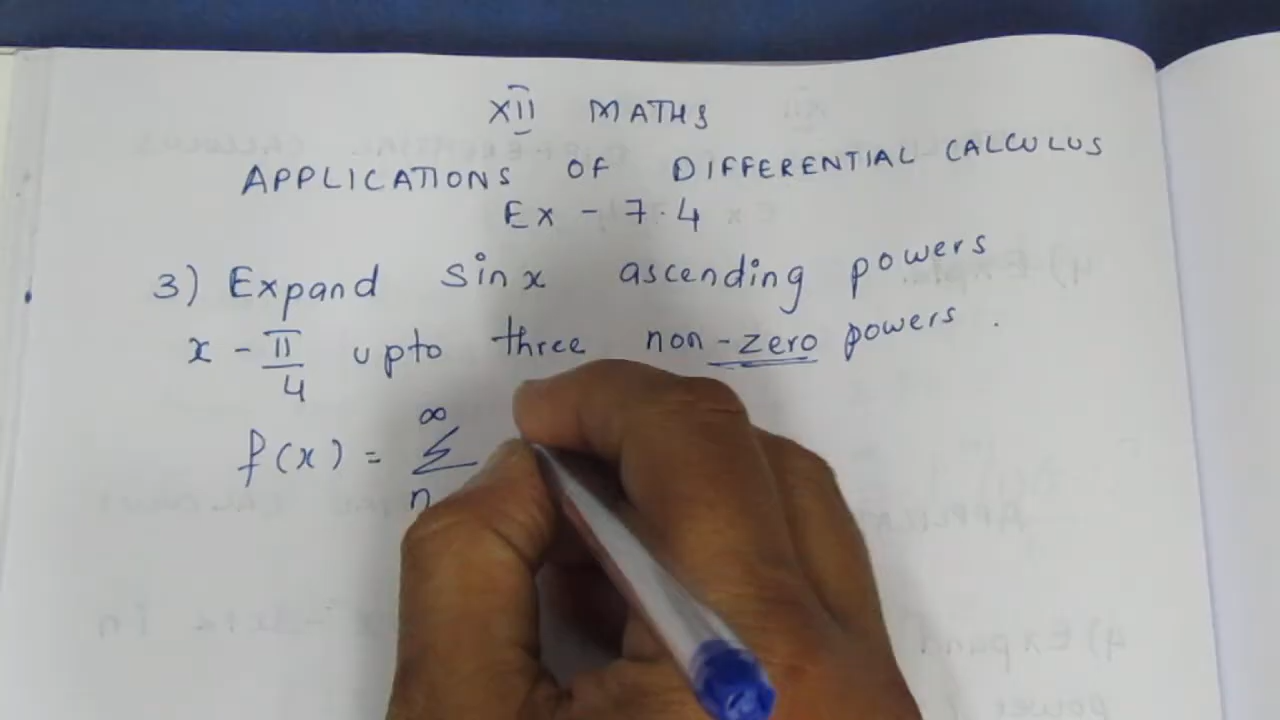 XII MATHS
APPLICATIONS OF DIFFERENTIAL CALCULUS
Ex - 7.4
3) Expand sin x ascending powers
x - π/4 upto three non-zero powers.
f(x) = ∞ Σ n